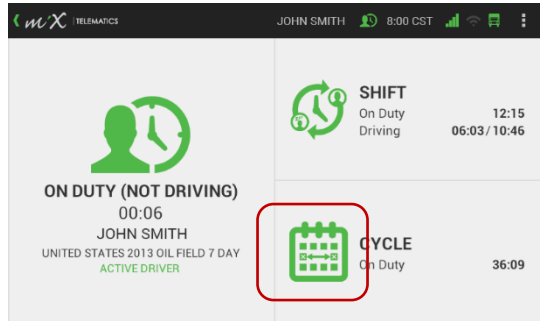 mix TELEMATICS
JOHN SMITH 8:00 CST
ON DUTY (NOT DRIVING)
00:06
JOHN SMITH
UNITED STATES 2013 OIL FIELD 7 DAY
ACTIVE DRIVER
SHIFT
On Duty 12:15
Driving 06:03/10:46
CYCLE
On Duty 36:09